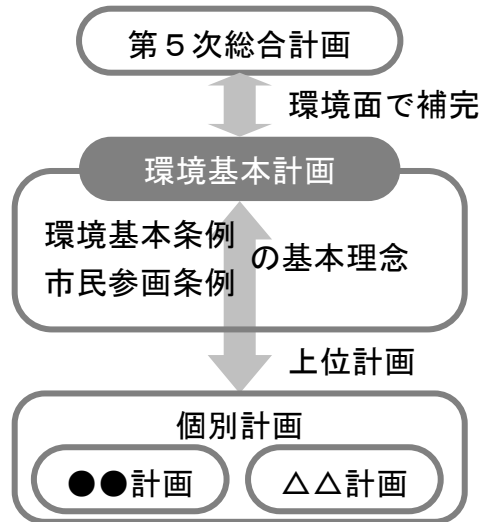 第５次総合計画
環境面で補完
環境基本計画
環境基本条例
市民参画条例
の基本理念
上位計画
個別計画
●●計画
△△計画